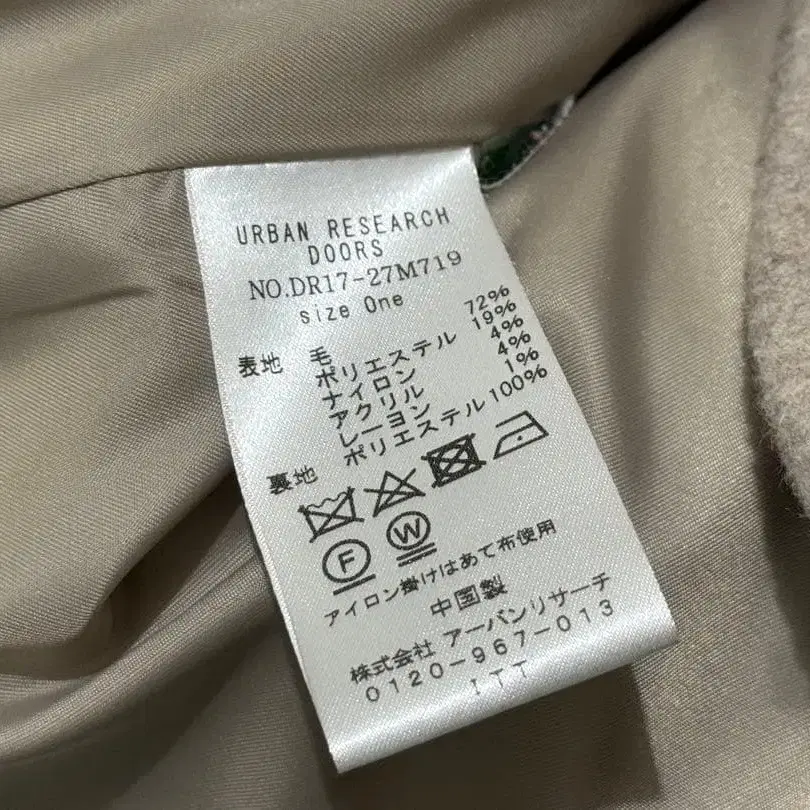 URBAN RESEARCH
DOORS
NO.DR17-27M719
size One
表地 毛 72%
ポリエステル 19%
ナイロン 4%
アクリル 4%
レーヨン 1%
裏地 ポリエステル 100%
F W
アイロン掛けはあて布使用
中国製
株式会社 アーバンリサーチ
0120-967-013
ITT